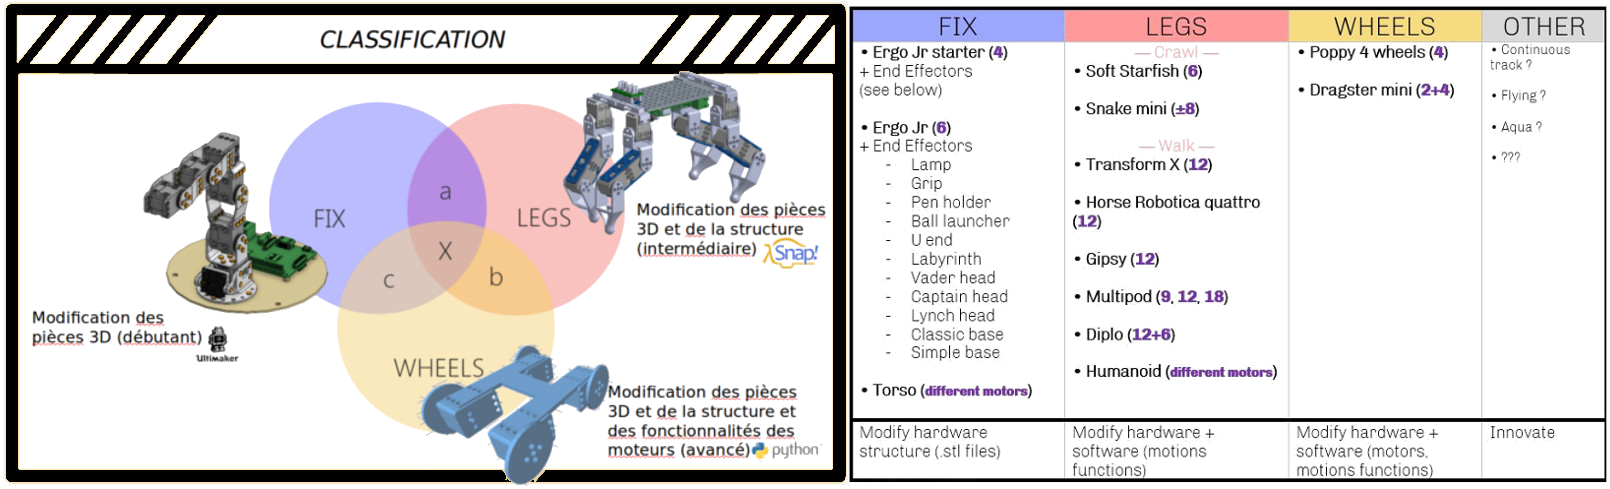 CLASSIFICATION
FIX
a
LEGS
X
c
b
WHEELS
Modification des
pièces 3D (débutant)
Ultimaker
Modification des pièces
3D et de la structure
(intermédiaire)
Snap!
Modification des pièces
3D et de la structure et
des fonctionnalités des
moteurs (avancé)
python
FIX
• Ergo Jr starter (4)
+ End Effectors
(see below)
• Ergo Jr (6)
+ End Effectors
- Lamp
- Grip
- Pen holder
- Ball launcher
- U end
- Labyrinth
- Vader head
- Captain head
- Lynch head
- Classic base
- Simple base
• Torso (different motors)
Modify hardware
structure (.stl files)
LEGS
— Crawl —
• Soft Starfish (6)
• Snake mini (±8)
— Walk —
• Transform X (12)
• Horse Robotica quattro
(12)
• Gipsy (12)
• Multipod (9, 12, 18)
• Diplo (12+6)
• Humanoid (different motors)
Modify hardware +
software (motions
functions)
WHEELS
• Poppy 4 wheels (4)
• Dragster mini (2+4)
Modify hardware +
software (motors,
motions functions)
OTHER
• Continuous
track ?
• Flying ?
• Aqua ?
• ???
Innovate